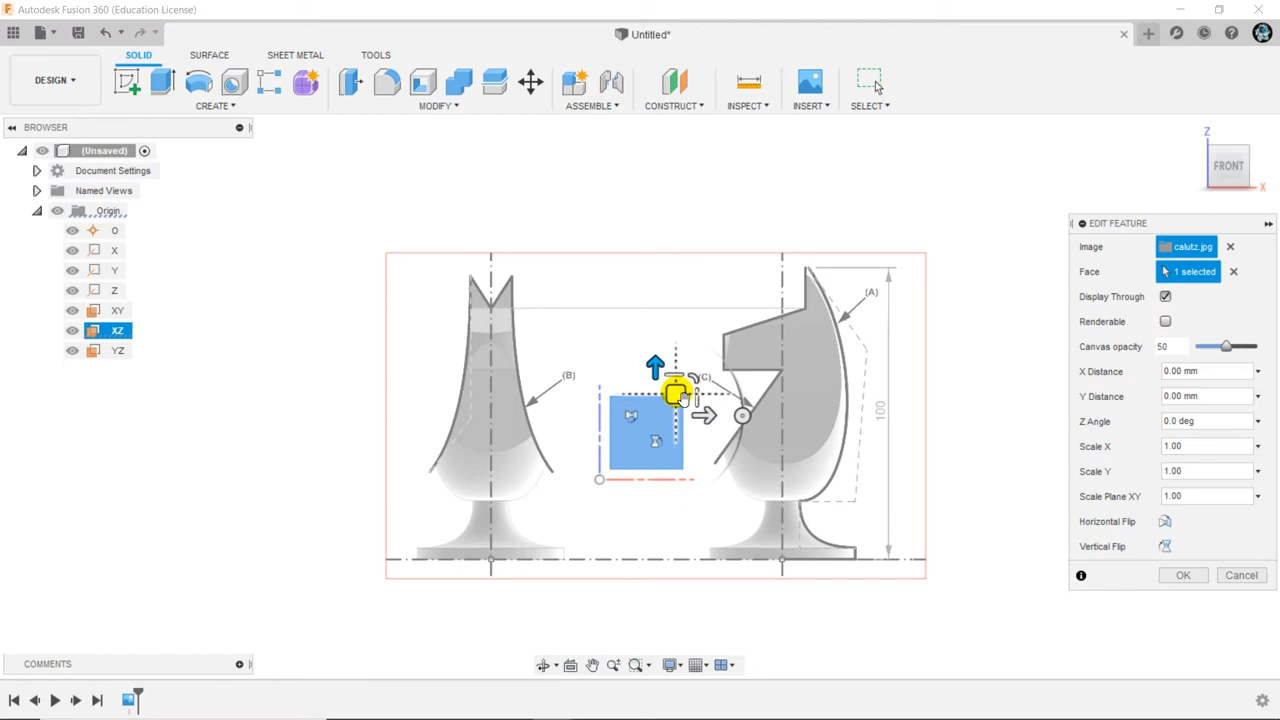 Autodesk Fusion 360 (Education License)
Untitled*
SOLID SURFACE SHEET METAL TOOLS
DESIGN
CREATE MODIFY ASSEMBLE CONSTRUCT INSPECT INSERT SELECT
BROWSER
(Unsaved)
Document Settings
Named Views
Origin
O
X
Y
Z
XY
XZ
YZ
Z
FRONT
X
(A)
(B)
(C)
100
EDIT FEATURE
Image calutz.jpg
Face 1 selected
Display Through
Renderable
Canvas opacity 50
X Distance 0.00 mm
Y Distance 0.00 mm
Z Angle 0.0 deg
Scale X 1.00
Scale Y 1.00
Scale Plane XY 1.00
Horizontal Flip
Vertical Flip
OK Cancel
COMMENTS